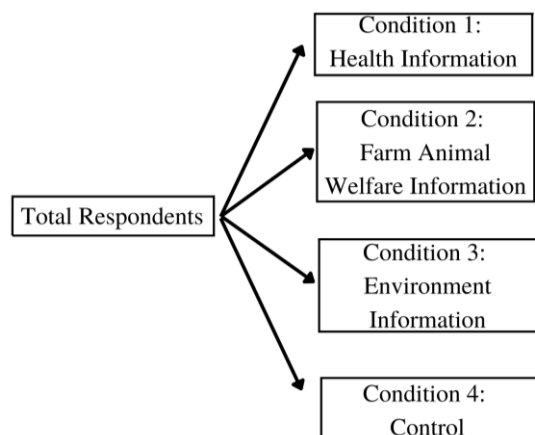 Condition 1:
Health Information
Condition 2:
Farm Animal
Welfare Information
Total Respondents
Condition 3:
Environment
Information
Condition 4:
Control